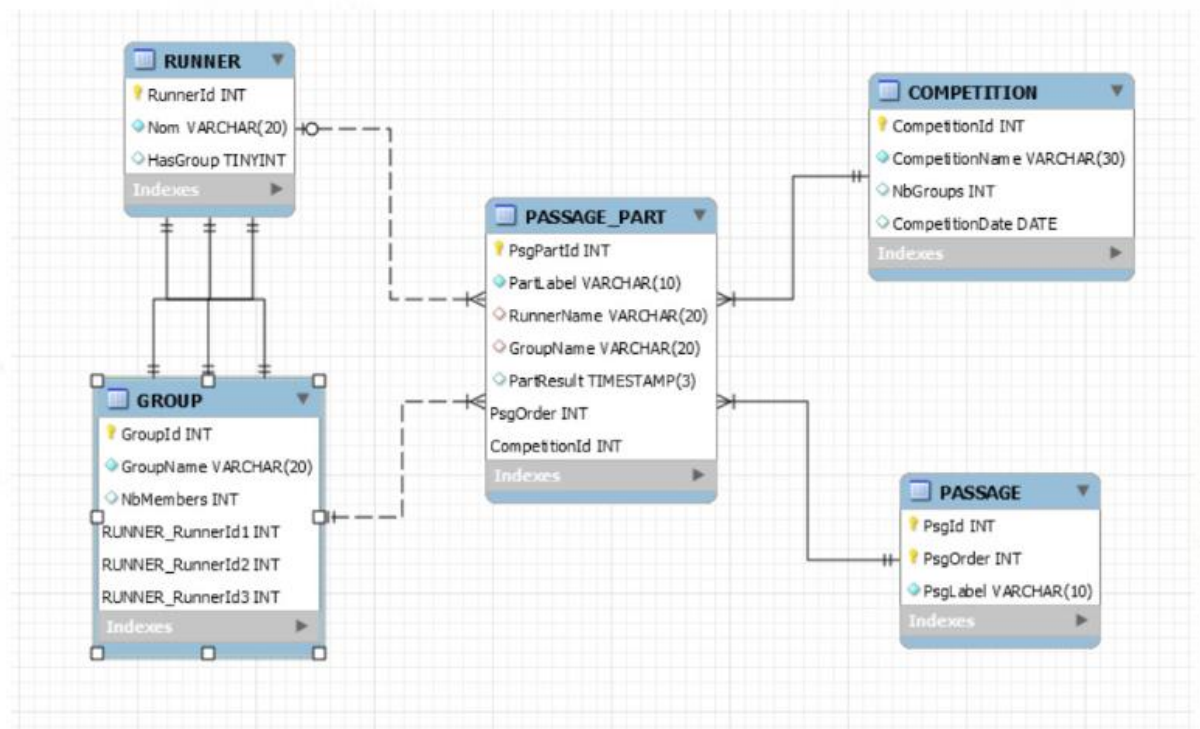 RUNNER
RunnerId INT
Nom VARCHAR(20)
HasGroup TINYINT
Indexes
COMPETITION
CompetitionId INT
CompetitionName VARCHAR(30)
NbGroups INT
CompetitionDate DATE
Indexes
PASSAGE_PART
PsgPartId INT
PartLabel VARCHAR(10)
RunnerName VARCHAR(20)
GroupName VARCHAR(20)
PartResult TIMESTAMP(3)
PsgOrder INT
CompetitionId INT
Indexes
GROUP
GroupId INT
GroupName VARCHAR(20)
NbMembers INT
RUNNER_RunnerId1 INT
RUNNER_RunnerId2 INT
RUNNER_RunnerId3 INT
Indexes
PASSAGE
PsgId INT
PsgOrder INT
PsgLabel VARCHAR(10)
Indexes